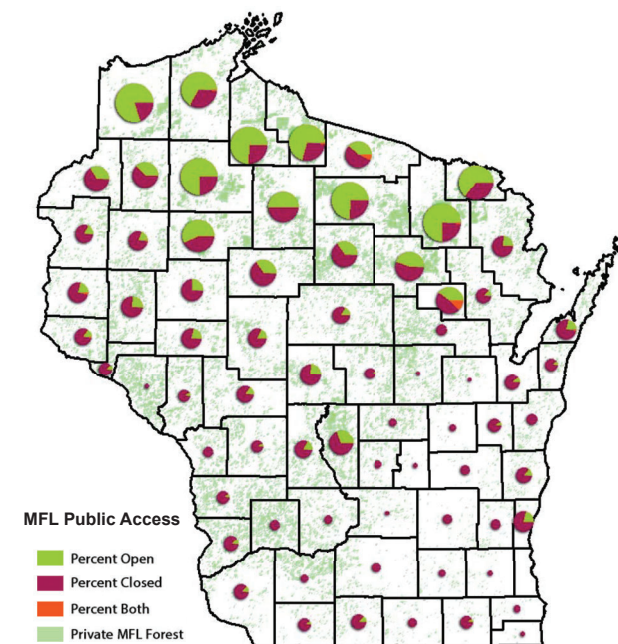 MFL Public Access
Percent Open
Percent Closed
Percent Both
Private MFL Forest